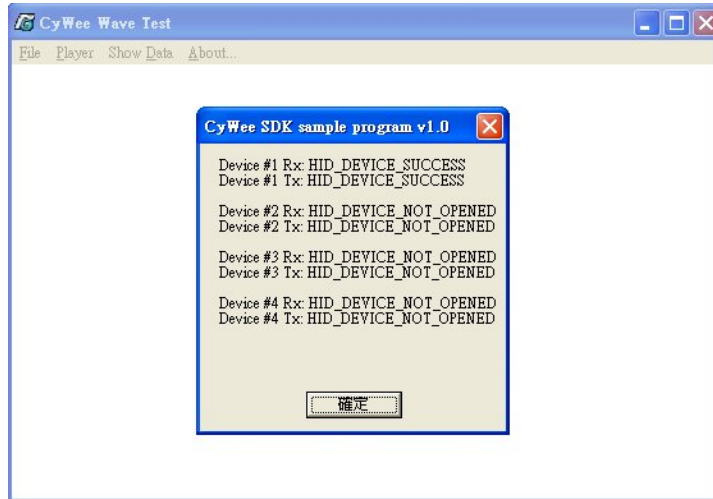 CyWee Wave Test
File Player Show Data About...
CyWee SDK sample program v1.0
Device #1 Rx: HID_DEVICE_SUCCESS
Device #1 Tx: HID_DEVICE_SUCCESS
Device #2 Rx: HID_DEVICE_NOT_OPENED
Device #2 Tx: HID_DEVICE_NOT_OPENED
Device #3 Rx: HID_DEVICE_NOT_OPENED
Device #3 Tx: HID_DEVICE_NOT_OPENED
Device #4 Rx: HID_DEVICE_NOT_OPENED
Device #4 Tx: HID_DEVICE_NOT_OPENED
確定